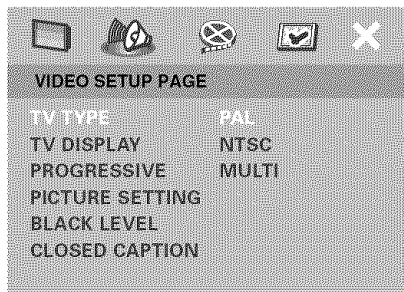 VIDEO SETUP PAGE
TV TYPE PAL
TV DISPLAY NTSC
PROGRESSIVE MULTI
PICTURE SETTING
BLACK LEVEL
CLOSED CAPTION